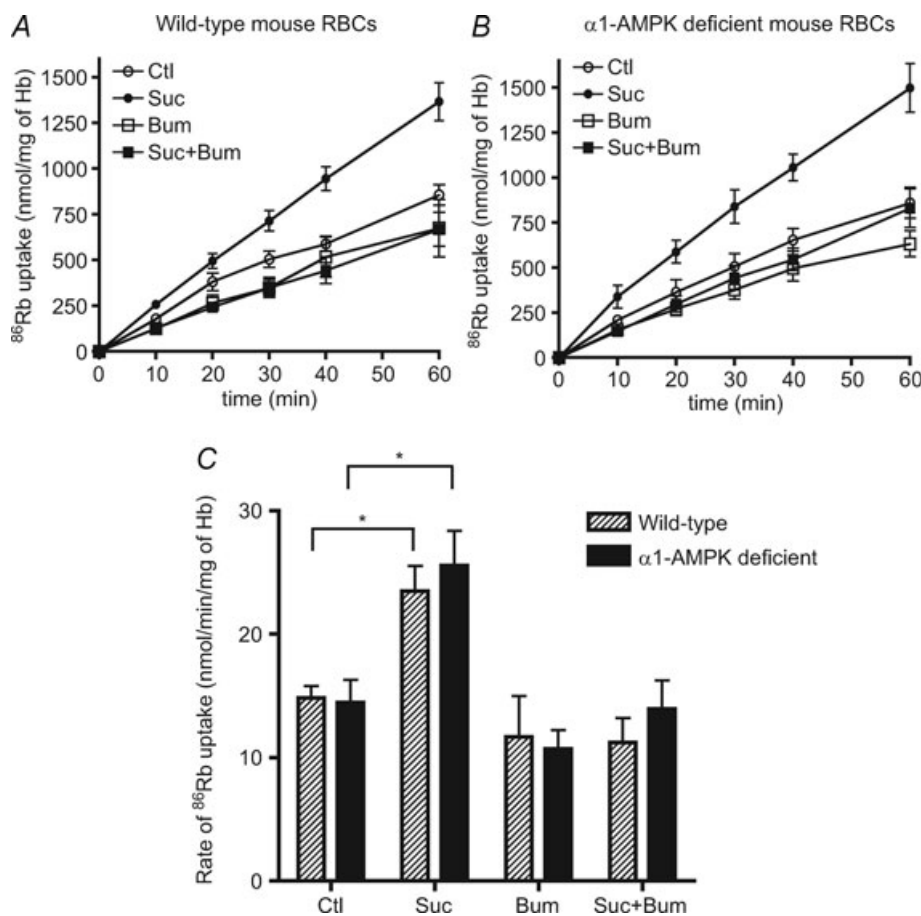 A
Wild-type mouse RBCs
⁸⁶Rb uptake (nmol/mg of Hb)
1500
1250
1000
750
500
250
0
Ctl
Suc
Bum
Suc+Bum
0 10 20 30 40 50 60
time (min)
B
α1-AMPK deficient mouse RBCs
⁸⁶Rb uptake (nmol/mg of Hb)
1500
1250
1000
750
500
250
0
Ctl
Suc
Bum
Suc+Bum
0 10 20 30 40 50 60
time (min)
C
Rate of ⁸⁶Rb uptake (nmol/min/mg of Hb)
30
20
10
0
*
*
Wild-type
α1-AMPK deficient
Ctl Suc Bum Suc+Bum